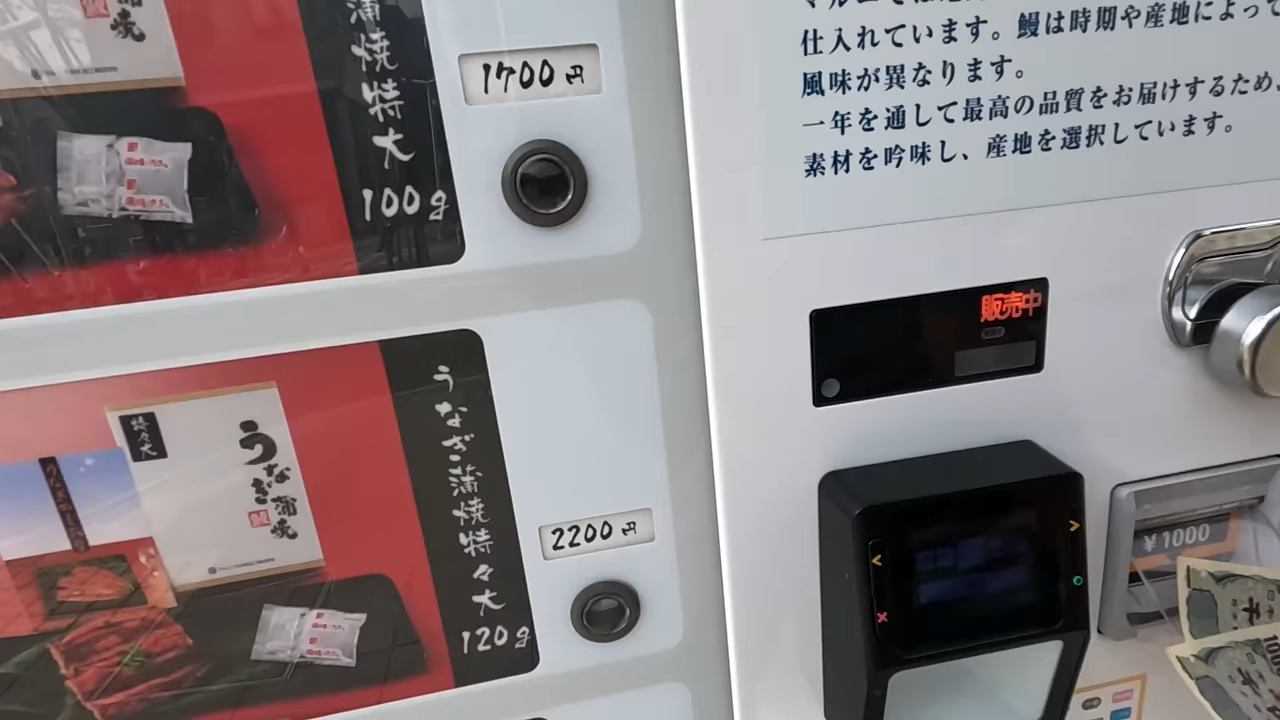 蒲焼特大
100g
1700円
仕入れています。鰻は時期や産地によって
風味が異なります。
一年を通して最高の品質をお届けするため、
素材を吟味し、産地を選択しています。
販売中
特々大
うなぎ蒲焼
うなぎ蒲焼特々大
120g
2200円
¥1000